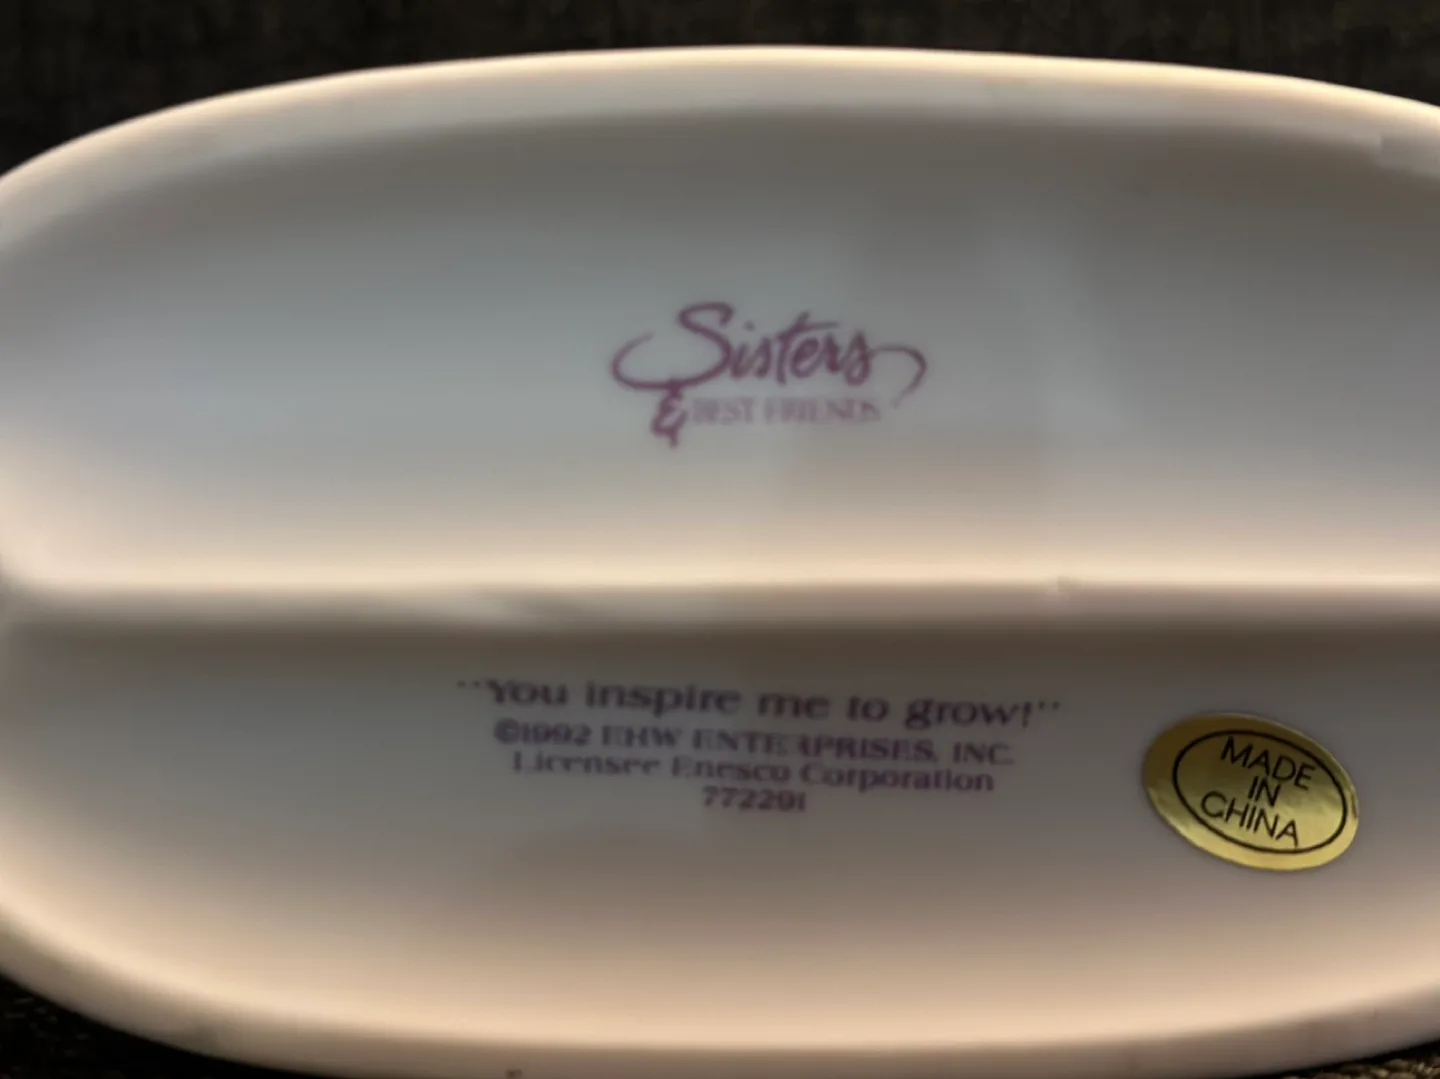 Sisters
& BEST FRIENDS
"You inspire me to grow!"
©1992 EHW ENTERPRISES, INC.
Licensee Enesco Corporation
772291
MADE
IN
CHINA